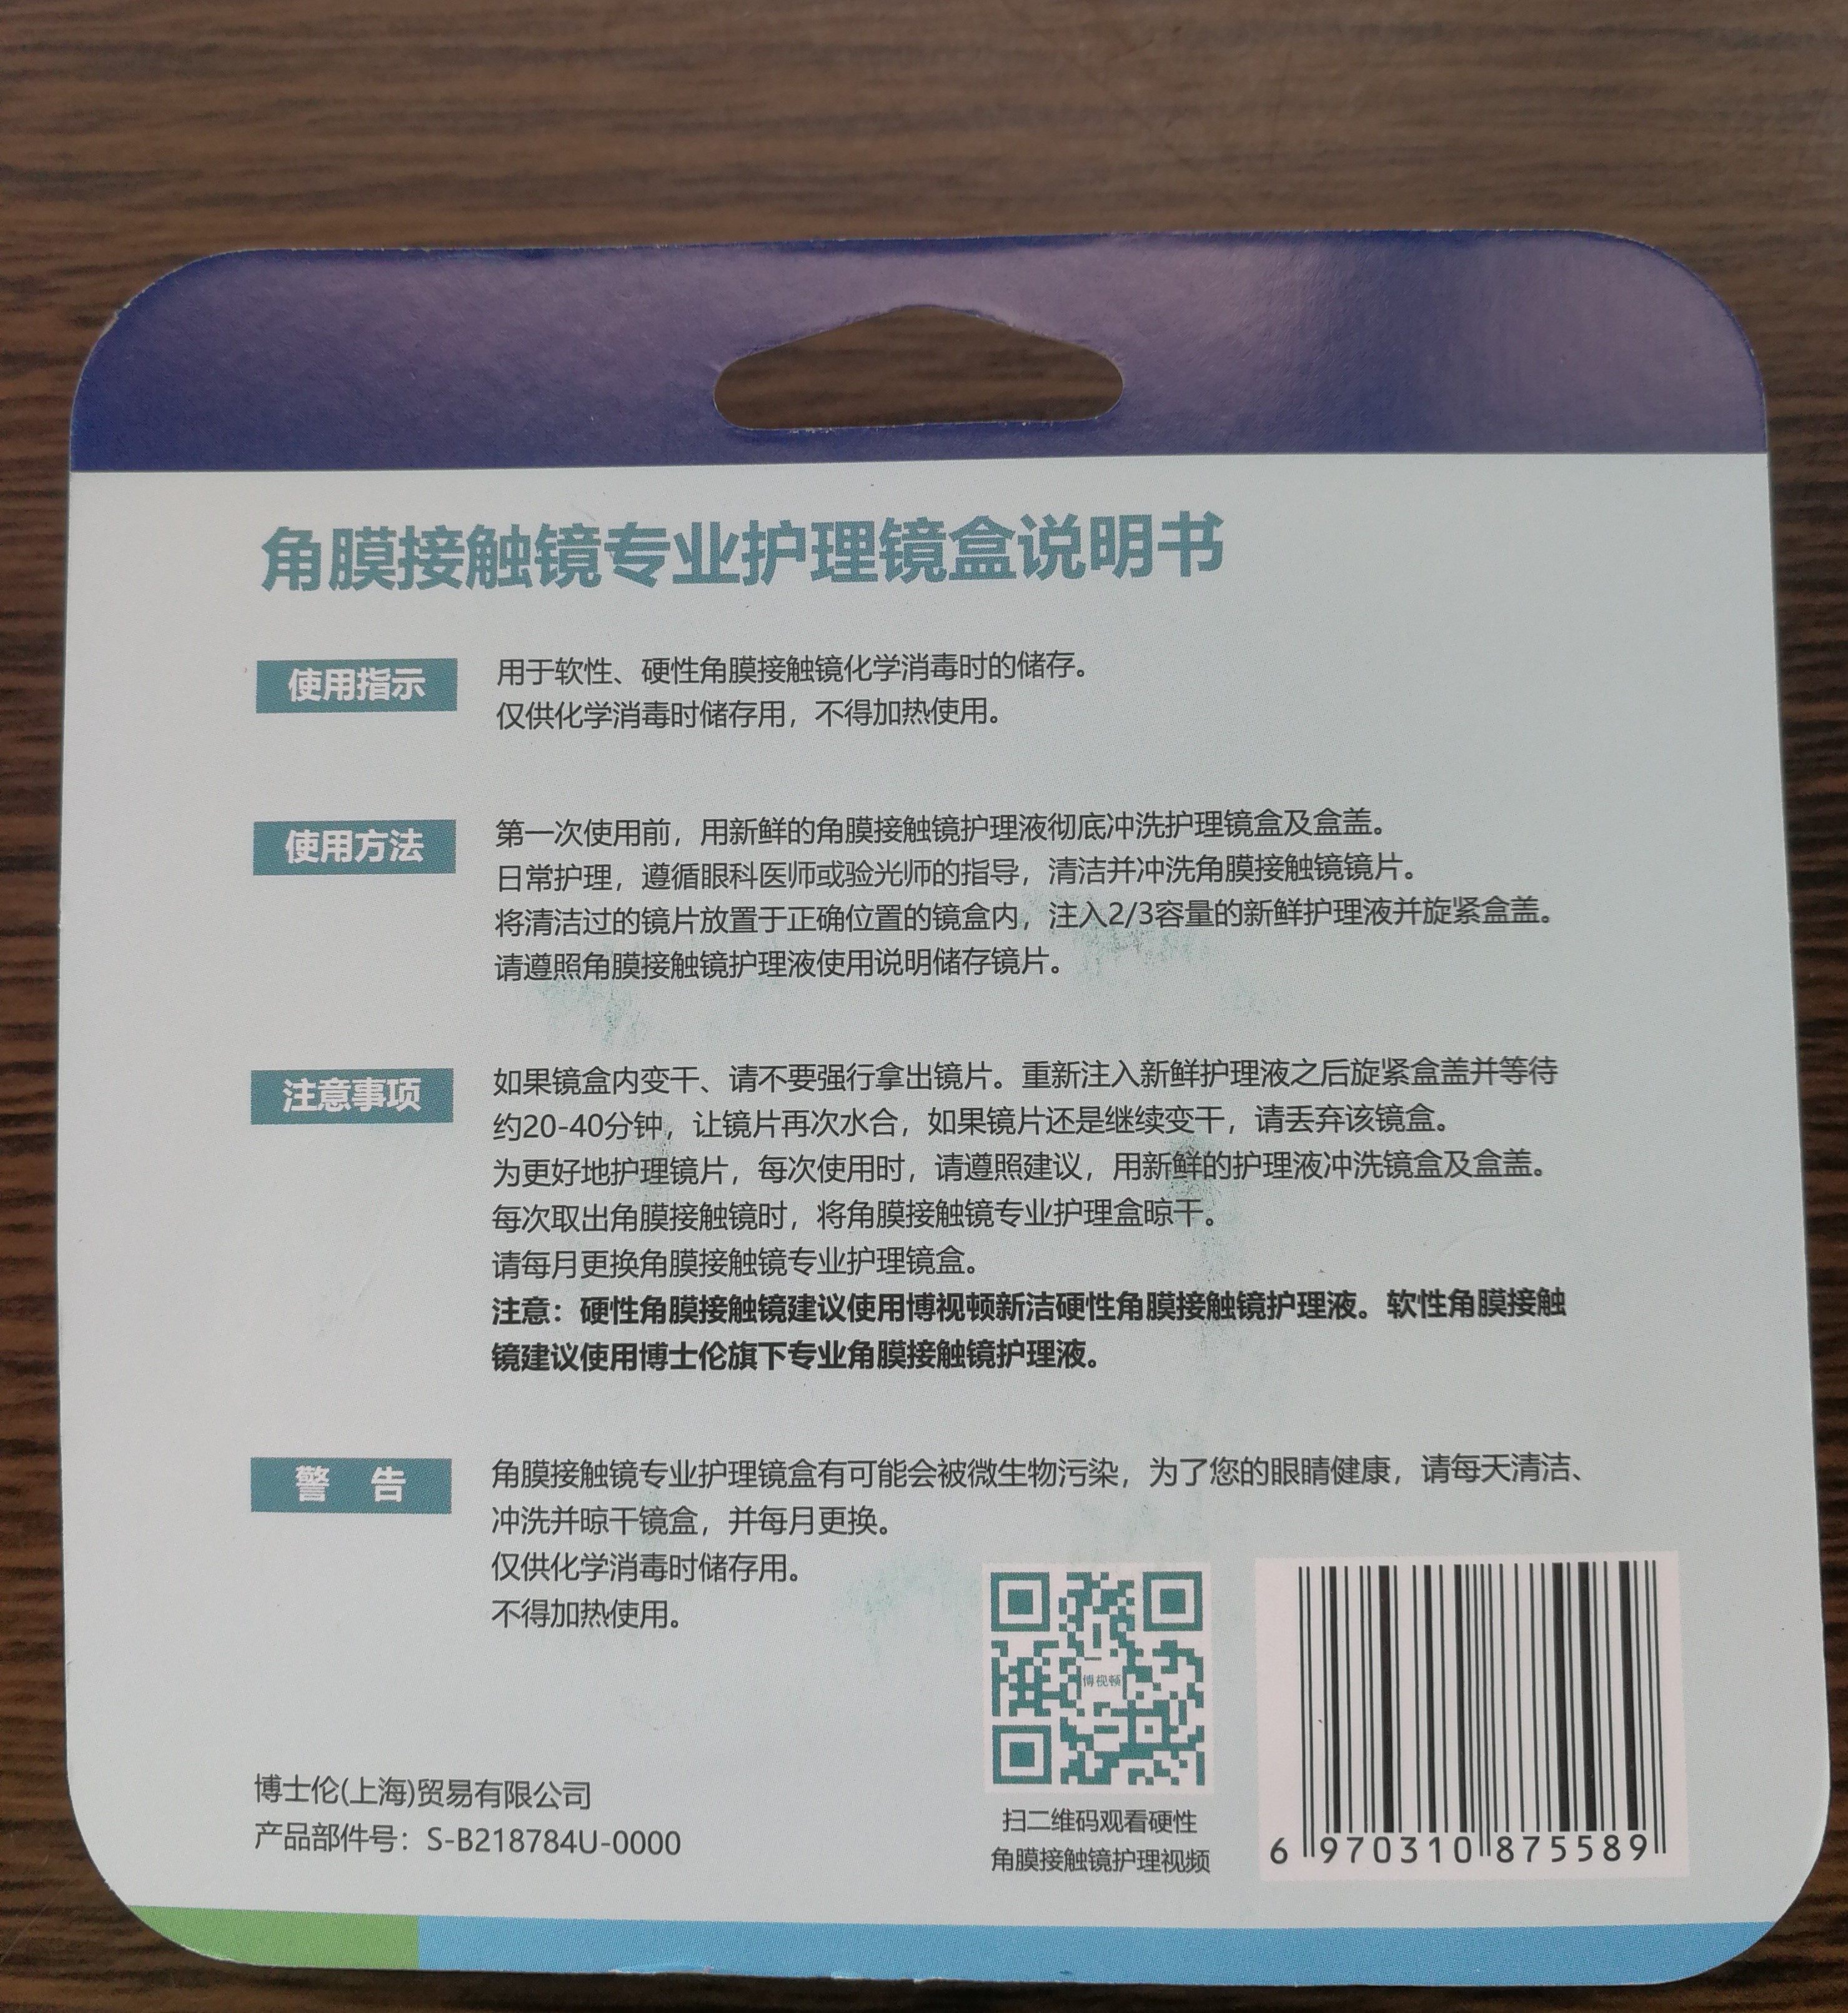 角膜接触镜专业护理镜盒说明书
使用指示
用于软性、硬性角膜接触镜化学消毒时的储存。
仅供化学消毒时储存用，不得加热使用。
使用方法
第一次使用前，用新鲜的角膜接触镜护理液彻底冲洗护理镜盒及盒盖。
日常护理，遵循眼科医师或验光师的指导，清洁并冲洗角膜接触镜镜片。
将清洁过的镜片放置于正确位置的镜盒内，注入2/3容量的新鲜护理液并旋紧盒盖。
请遵照角膜接触镜护理液使用说明储存镜片。
注意事项
如果镜盒内变干、请不要强行拿出镜片。重新注入新鲜护理液之后旋紧盒盖并等待
约20-40分钟，让镜片再次水合，如果镜片还是继续变干，请丢弃该镜盒。
为更好地护理镜片，每次使用时，请遵照建议，用新鲜的护理液冲洗镜盒及盒盖。
每次取出角膜接触镜时，将角膜接触镜专业护理盒晾干。
请每月更换角膜接触镜专业护理镜盒。
注意：硬性角膜接触镜建议使用博视顿新洁硬性角膜接触镜护理液。软性角膜接触
镜建议使用博士伦旗下专业角膜接触镜护理液。
警 告
角膜接触镜专业护理镜盒有可能会被微生物污染，为了您的眼睛健康，请每天清洁、
冲洗并晾干镜盒，并每月更换。
仅供化学消毒时储存用。
不得加热使用。
博视顿
博士伦(上海)贸易有限公司
产品部件号：S-B218784U-0000
扫二维码观看硬性
角膜接触镜护理视频
6 970310 875589